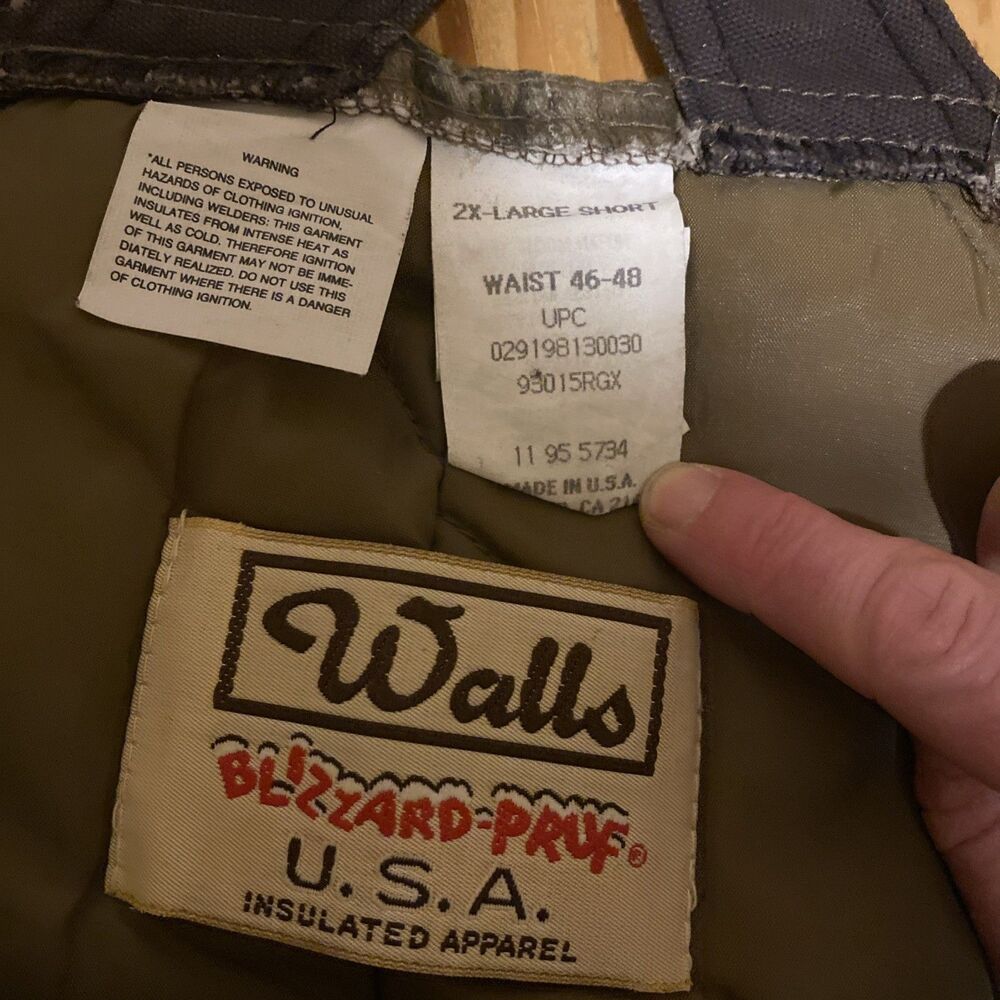 WARNING
"ALL PERSONS EXPOSED TO UNUSUAL
HAZARDS OF CLOTHING IGNITION,
INCLUDING WELDERS: THIS GARMENT
INSULATES FROM INTENSE HEAT AS
WELL AS COLD. THEREFORE IGNITION
OF THIS GARMENT MAY NOT BE IMME-
DIATELY REALIZED. DO NOT USE THIS
GARMENT WHERE THERE IS A DANGER
OF CLOTHING IGNITION.
2X-LARGE SHORT
WAIST 46-48
UPC
029198130030
93015RGX
11 95 5734
MADE IN U.S.A.
CA
Walls
BLIZZARD-PRUF®
U.S.A.
INSULATED APPAREL